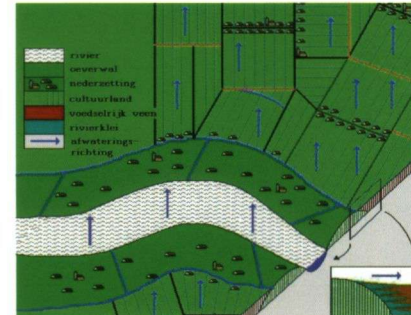 rivier
oeverwal
nederzetting
cultuurland
voedselrijk veen
rivierklei
afwaterings-
richting